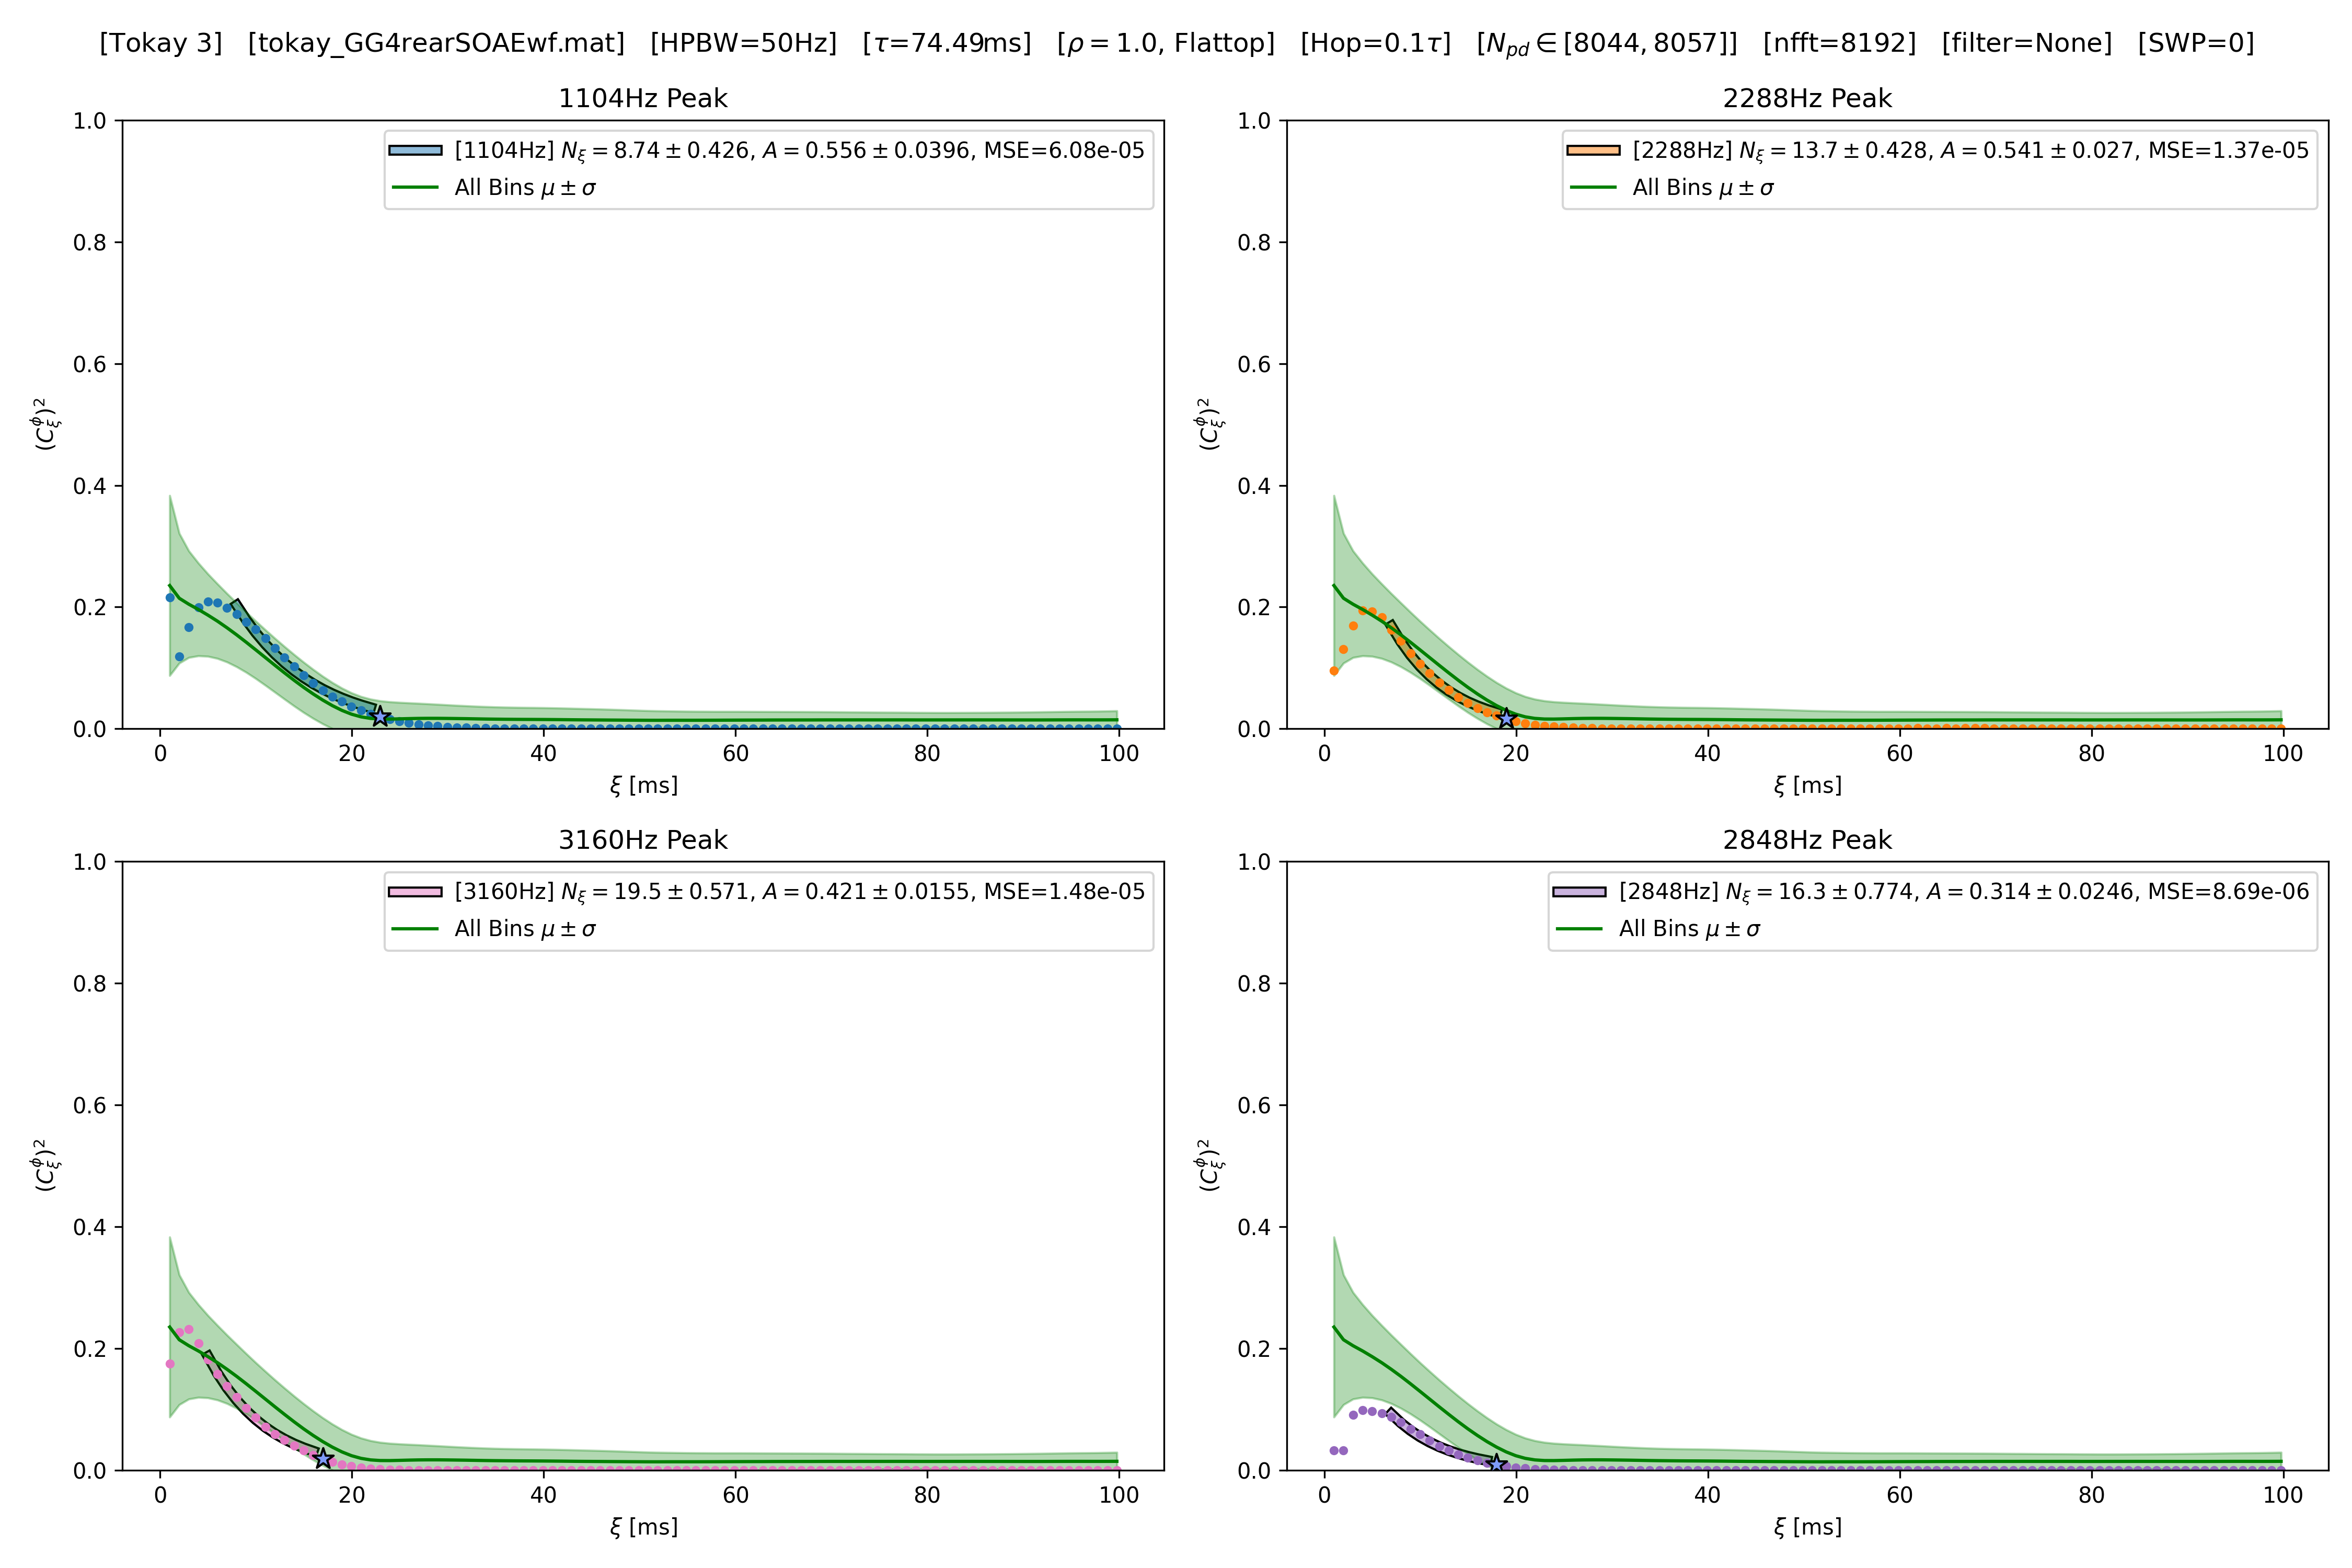 [Tokay 3] [tokay_GG4rearSOAEwf.mat] [HPBW=50Hz] [τ=74.49ms] [ρ = 1.0, Flattop] [Hop=0.1τ] [N_pd ∈ [8044, 8057]] [nfft=8192] [filter=None] [SWP=0]
1104Hz Peak
[1104Hz] N_ξ = 8.74 ± 0.426, A = 0.556 ± 0.0396, MSE=6.08e-05
All Bins μ ± σ
1.0
0.8
0.6
0.4
0.2
0.0
(C_ξ^ϕ)²
0 20 40 60 80 100
ξ [ms]
2288Hz Peak
[2288Hz] N_ξ = 13.7 ± 0.428, A = 0.541 ± 0.027, MSE=1.37e-05
All Bins μ ± σ
1.0
0.8
0.6
0.4
0.2
0.0
(C_ξ^ϕ)²
0 20 40 60 80 100
ξ [ms]
3160Hz Peak
[3160Hz] N_ξ = 19.5 ± 0.571, A = 0.421 ± 0.0155, MSE=1.48e-05
All Bins μ ± σ
1.0
0.8
0.6
0.4
0.2
0.0
(C_ξ^ϕ)²
0 20 40 60 80 100
ξ [ms]
2848Hz Peak
[2848Hz] N_ξ = 16.3 ± 0.774, A = 0.314 ± 0.0246, MSE=8.69e-06
All Bins μ ± σ
1.0
0.8
0.6
0.4
0.2
0.0
(C_ξ^ϕ)²
0 20 40 60 80 100
ξ [ms]